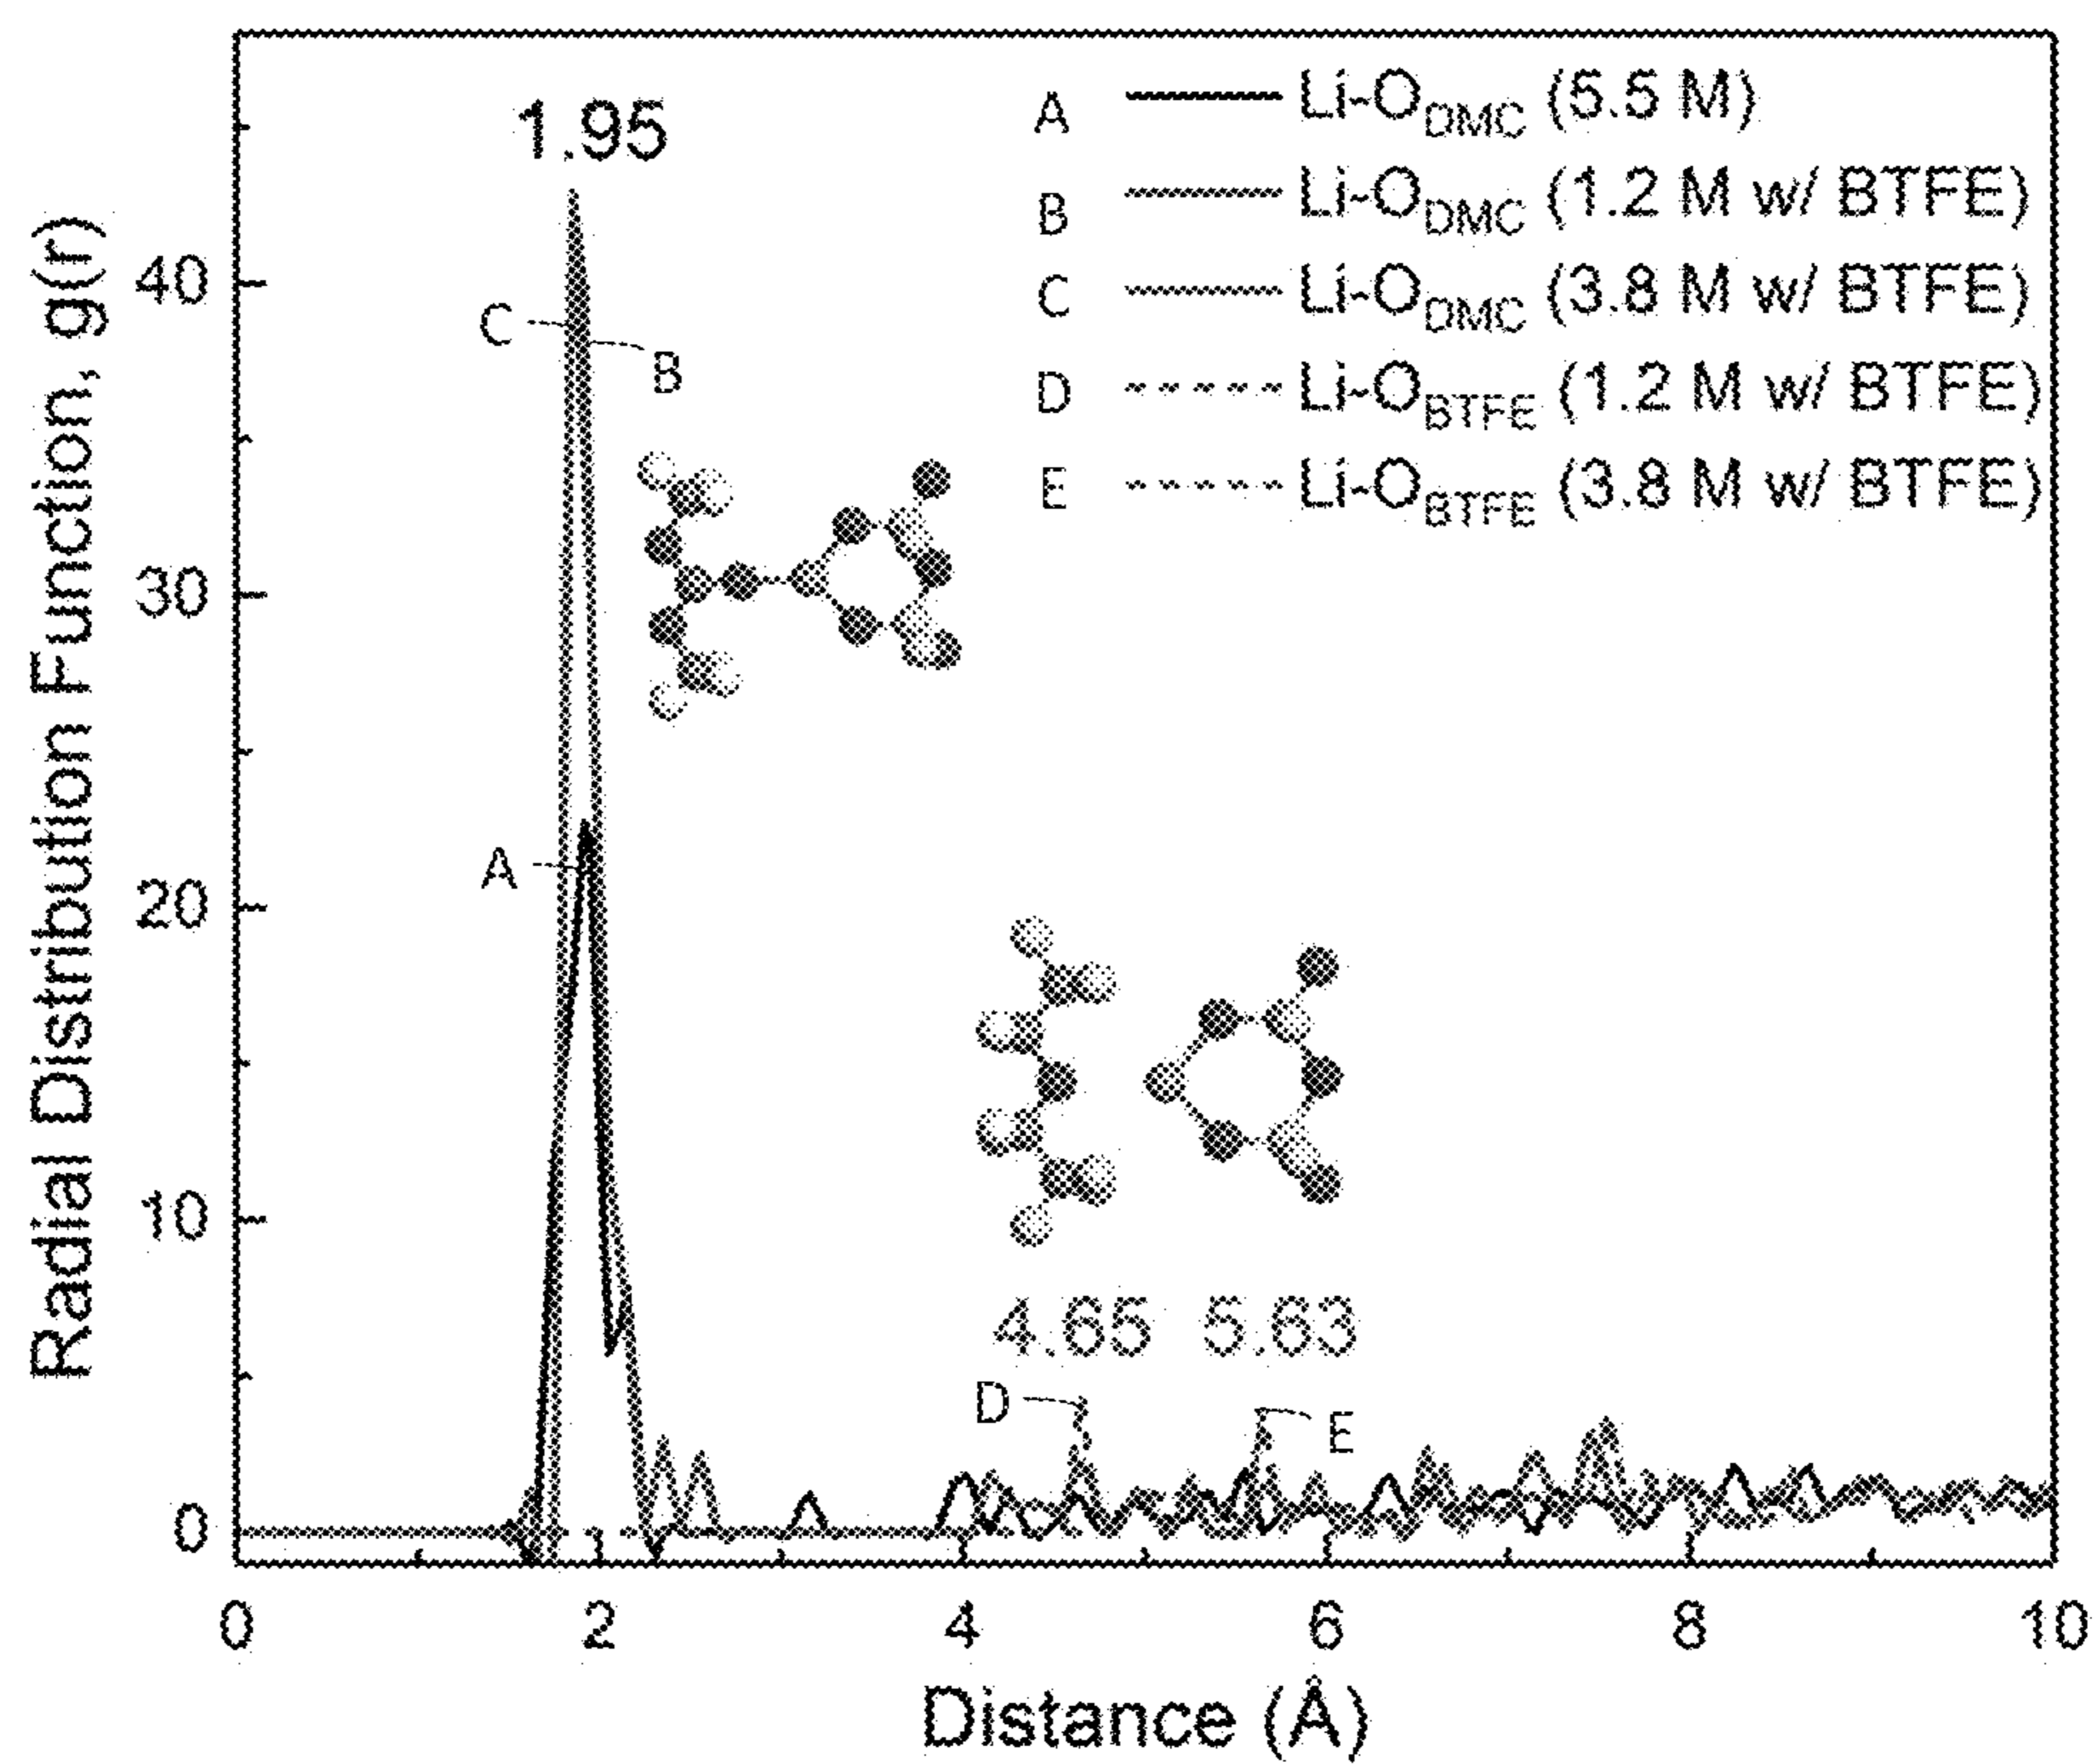 Radial Distribution Function, g(r)
40
30
20
10
0
1.95
A Li-O_DMC (5.5 M)
B Li-O_DMC (1.2 M w/ BTFE)
C Li-O_DMC (3.8 M w/ BTFE)
D Li-O_BTFE (1.2 M w/ BTFE)
E Li-O_BTFE (3.8 M w/ BTFE)
C
B
A
4.65 5.63
D
E
0 2 4 6 8 10
Distance (Å)